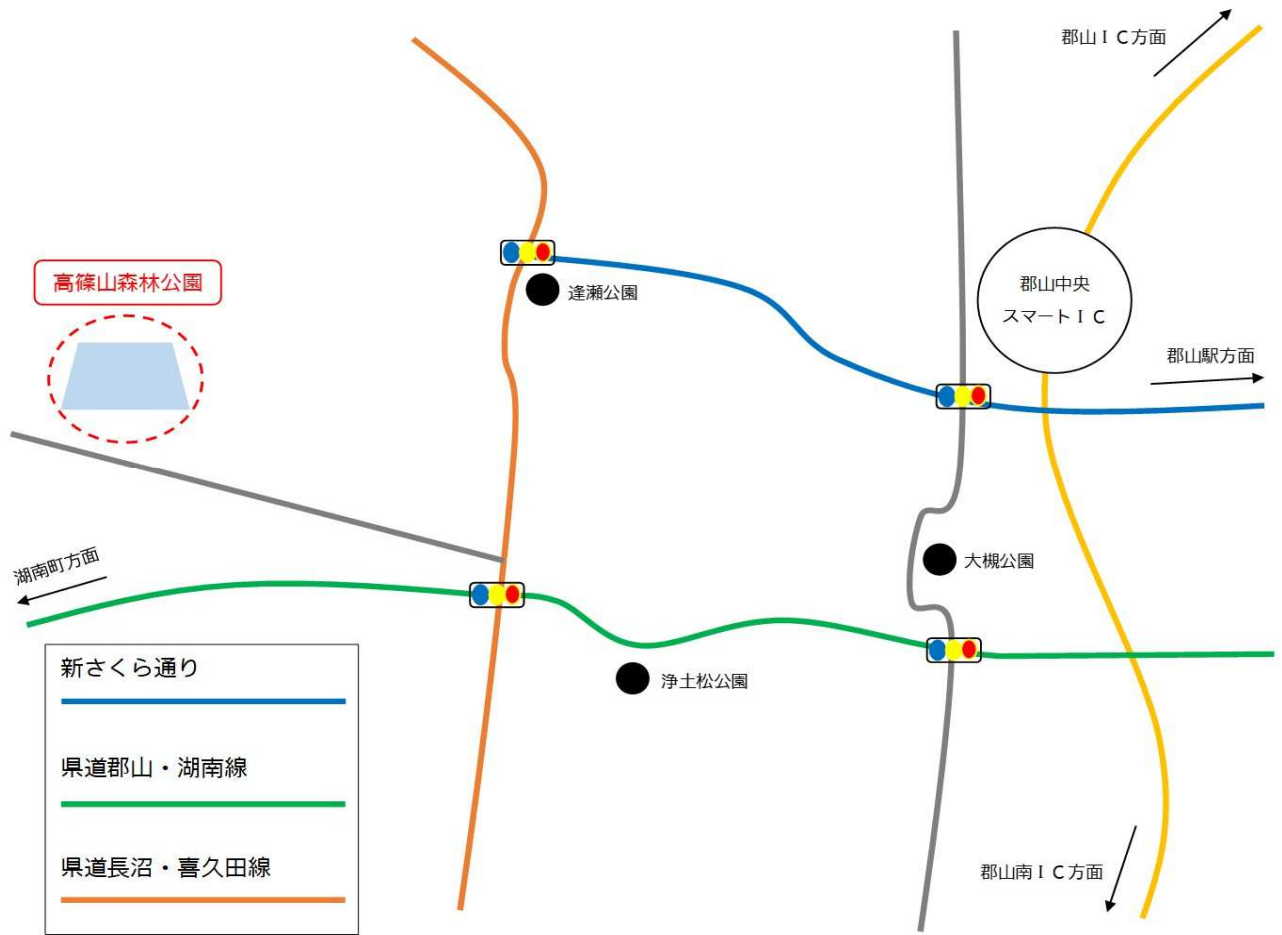 郡山ＩＣ方面
高篠山森林公園
逢瀬公園
郡山中央
スマートＩＣ
郡山駅方面
湖南町方面
大槻公園
浄土松公園
新さくら通り
県道郡山・湖南線
県道長沼・喜久田線
郡山南ＩＣ方面